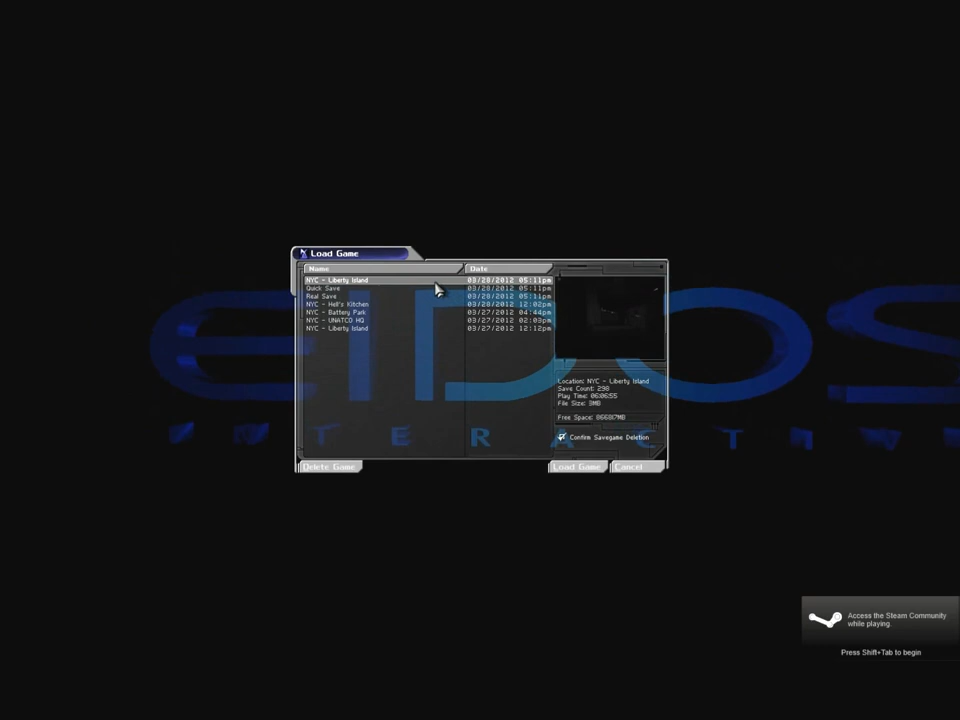 Load Game
Name Date
NYC - Liberty Island 03/28/2012 05:11pm
Quick Save 03/28/2012 05:11pm
Real Save 03/28/2012 05:11pm
NYC - Hell's Kitchen 03/28/2012 12:02pm
NYC - Battery Park 03/27/2012 04:44pm
NYC - UNATCO HQ 03/27/2012 02:03pm
NYC - Liberty Island 03/27/2012 12:12pm
Location: NYC - Liberty Island
Save Count: 298
Play Time: 06:06:55
File Size: 3MB
Free Space: 86687MB
Confirm Savegame Deletion
Delete Game Load Game Cancel
EIDOS
INTERACTIVE
Access the Steam Community
while playing.
Press Shift+Tab to begin